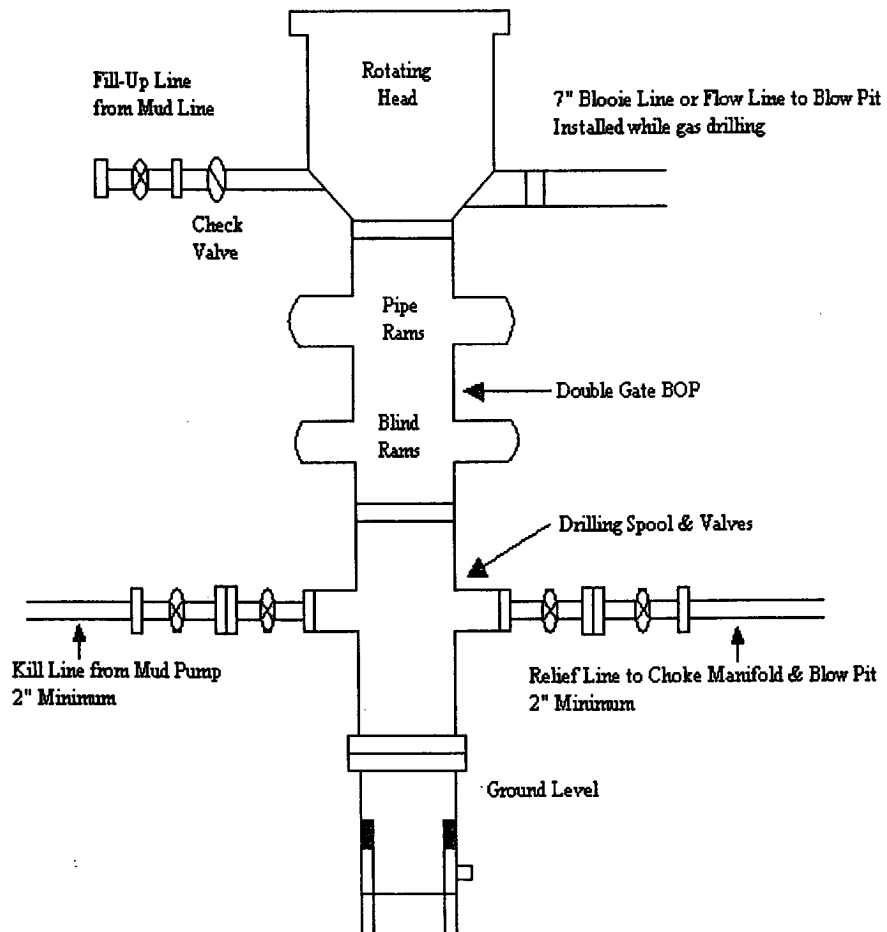 Rotating
Head
Fill-Up Line
from Mud Line
7" Blooie Line or Flow Line to Blow Pit
Installed while gas drilling
Check
Valve
Pipe
Rams
Double Gate BOP
Blind
Rams
Drilling Spool & Valves
Kill Line from Mud Pump
2" Minimum
Relief Line to Choke Manifold & Blow Pit
2" Minimum
Ground Level